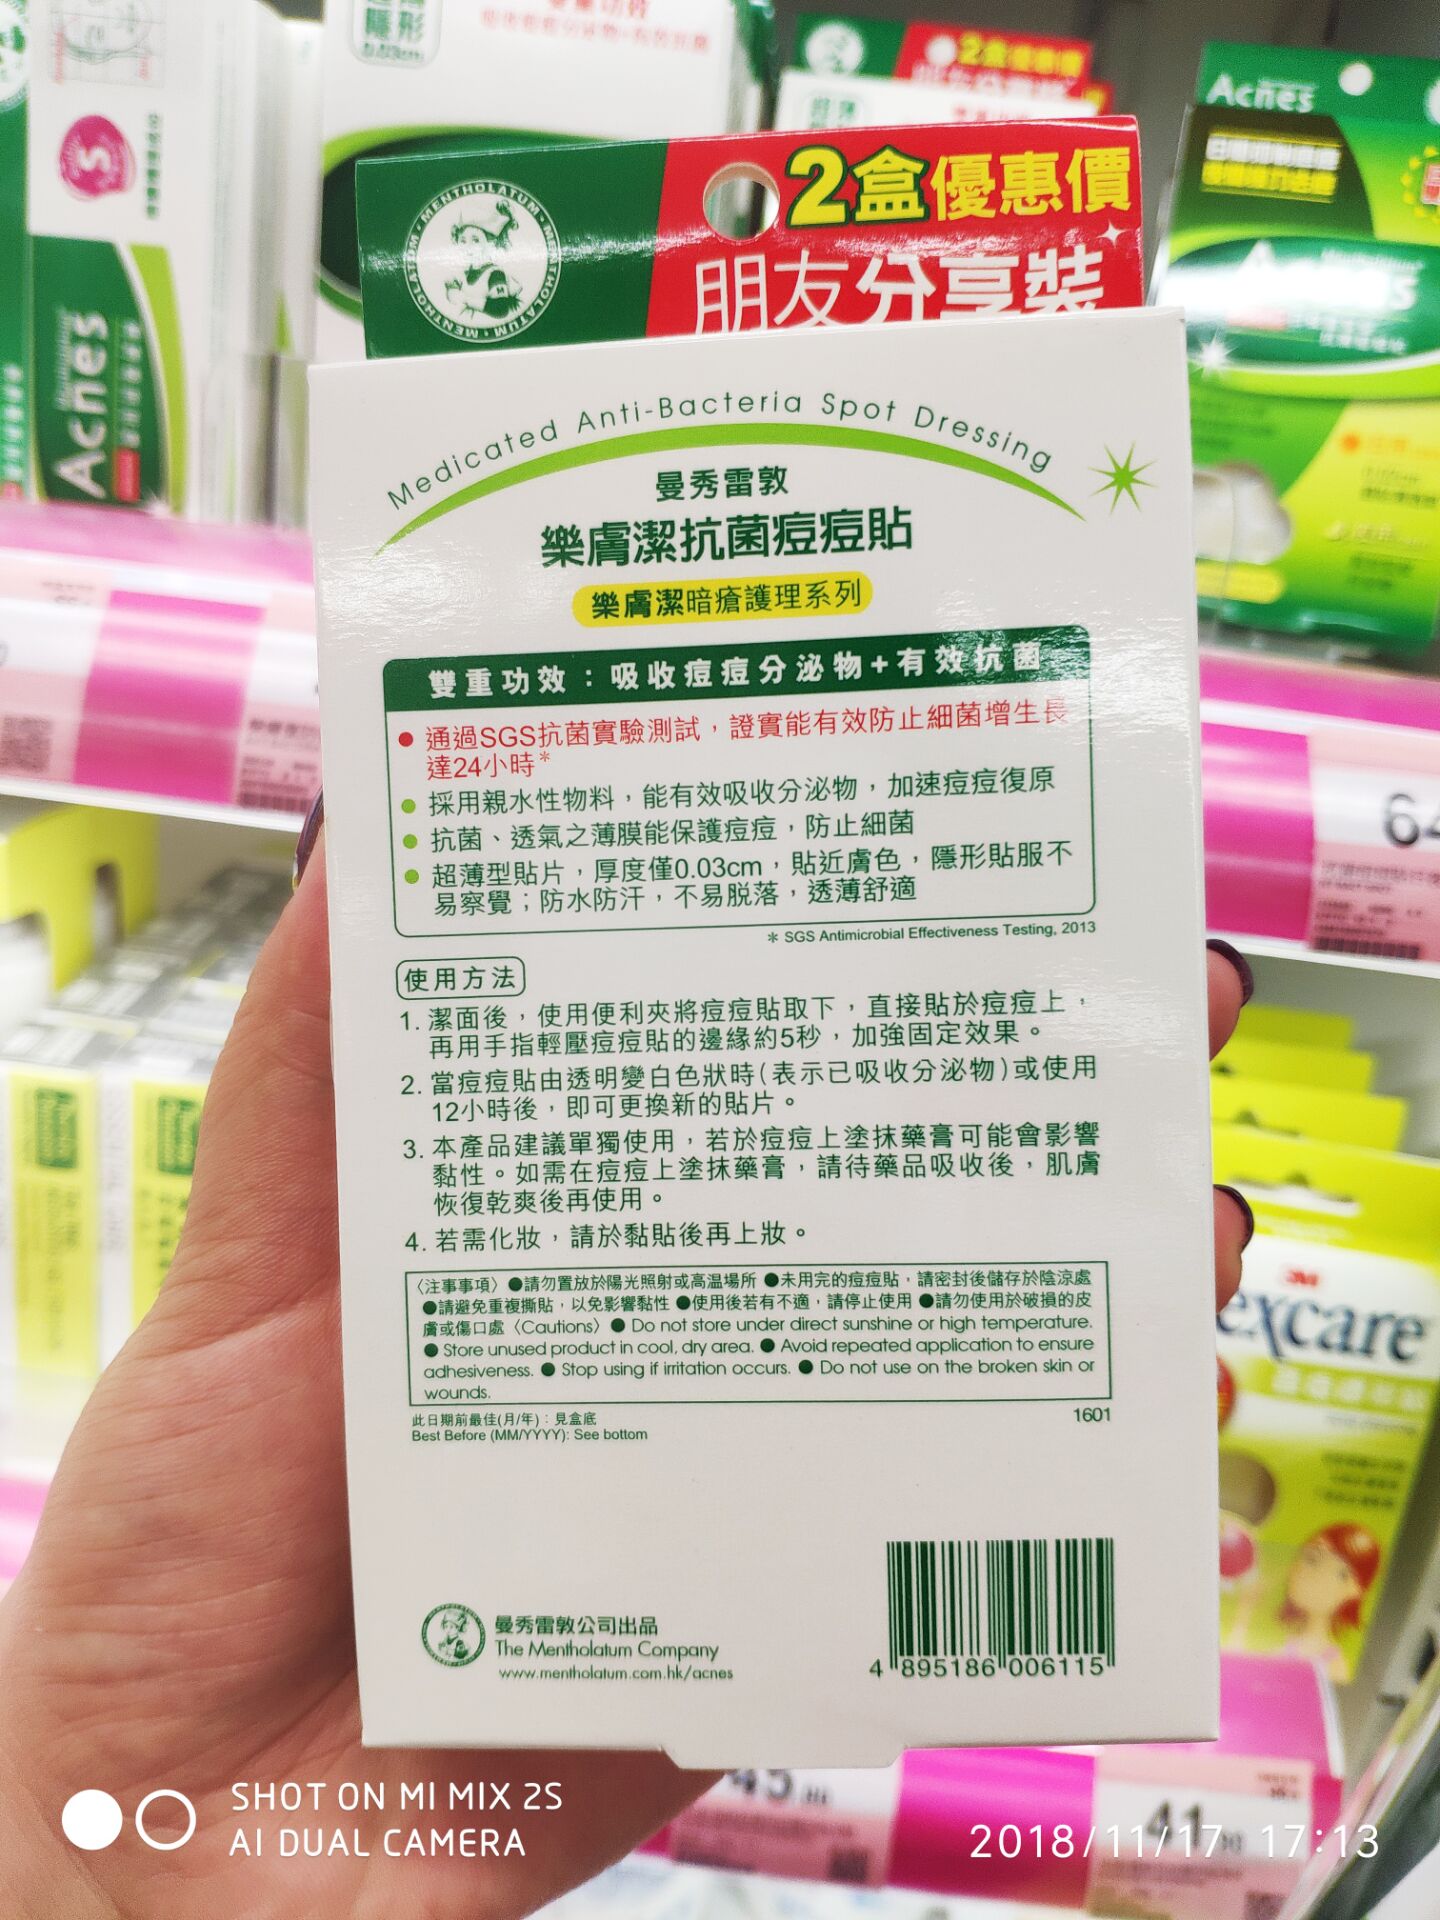 2盒優惠價
朋友分享裝
MENTHOLATUM · MENTHOLATUM · MENTHOLATUM
Acnes
Acnes
Medicated Anti-Bacteria Spot Dressing
曼秀雷敦
樂膚潔抗菌痘痘貼
樂膚潔暗瘡護理系列
雙重功效：吸收痘痘分泌物+有效抗菌
● 通過SGS抗菌實驗測試，證實能有效防止細菌增生長
達24小時*
● 採用親水性物料，能有效吸收分泌物，加速痘痘復原
● 抗菌、透氣之薄膜能保護痘痘，防止細菌
● 超薄型貼片，厚度僅0.03cm，貼近膚色，隱形貼服不
易察覺；防水防汗，不易脱落，透薄舒適
* SGS Antimicrobial Effectiveness Testing, 2013
使用方法
1. 潔面後，使用便利夾將痘痘貼取下，直接貼於痘痘上，
再用手指輕壓痘痘貼的邊緣約5秒，加強固定效果。
2. 當痘痘貼由透明變白色狀時(表示已吸收分泌物)或使用
12小時後，即可更換新的貼片。
3. 本產品建議單獨使用，若於痘痘上塗抹藥膏可能會影響
黏性。如需在痘痘上塗抹藥膏，請待藥品吸收後，肌膚
恢復乾爽後再使用。
4. 若需化妝，請於黏貼後再上妝。
〈注事事項〉●請勿置放於陽光照射或高温場所 ●未用完的痘痘貼，請密封後儲存於陰涼處
●請避免重複撕貼，以免影響黏性 ●使用後若有不適，請停止使用 ●請勿使用於破損的皮
膚或傷口處〈Cautions〉● Do not store under direct sunshine or high temperature.
● Store unused product in cool, dry area. ● Avoid repeated application to ensure
adhesiveness. ● Stop using if irritation occurs. ● Do not use on the broken skin or
wounds.
此日期前最佳(月/年)：見盒底
1601
Best Before (MM/YYYY): See bottom
曼秀雷敦公司出品
The Mentholatum Company
www.mentholatum.com.hk/acnes
4 895186 006115
3M
excare
64
45
41
SHOT ON MI MIX 2S
AI DUAL CAMERA
2018/11/17 17:13